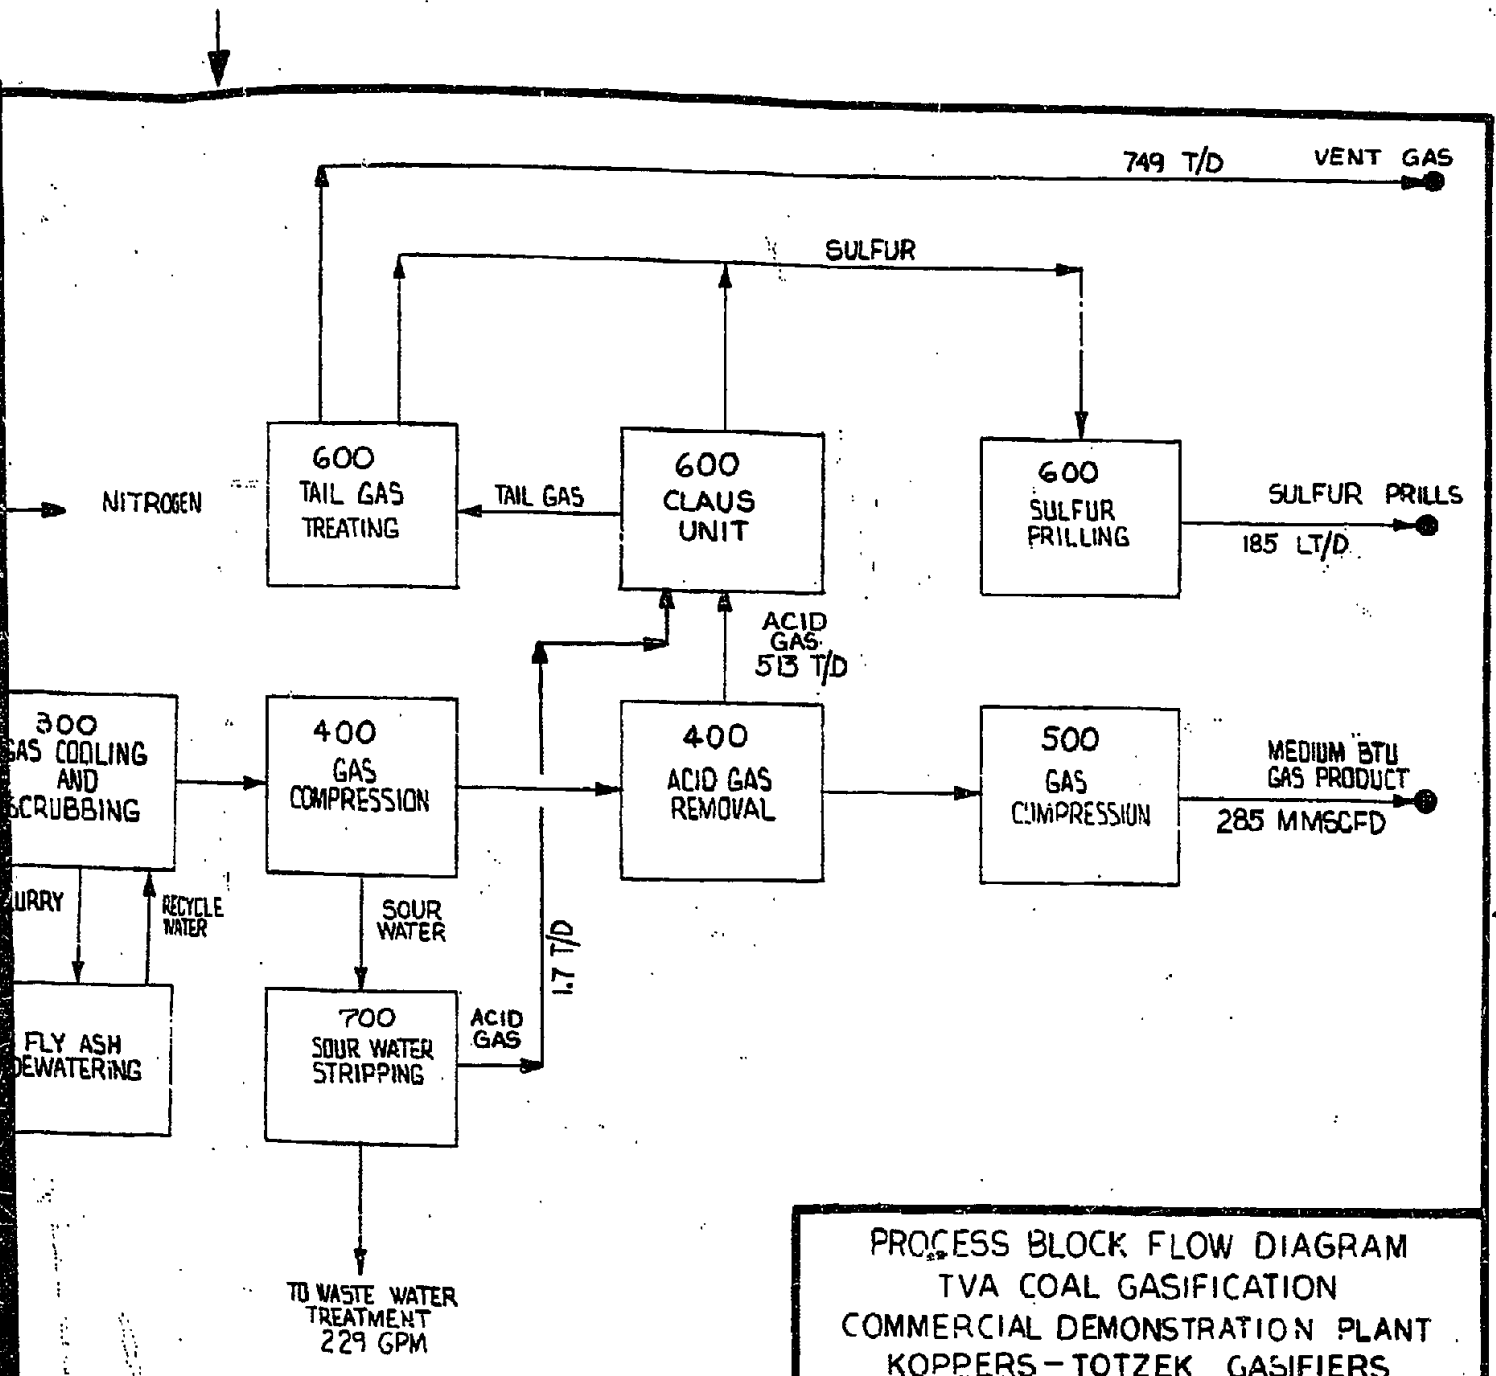 749 T/D
VENT GAS
SULFUR
600
TAIL GAS
TREATING
TAIL GAS
600
CLAUS
UNIT
600
SULFUR
PRILLING
SULFUR PRILLS
185 LT/D
NITROGEN
ACID
GAS
513 T/D
300
GAS COOLING
AND
SCRUBBING
400
GAS
COMPRESSION
400
ACID GAS
REMOVAL
500
GAS
COMPRESSION
MEDIUM BTU
GAS PRODUCT
285 MMSCFD
URRY
RECYCLE
WATER
SOUR
WATER
1.7 T/D
FLY ASH
DEWATERING
700
SOUR WATER
STRIPPING
ACID
GAS
TO WASTE WATER
TREATMENT
229 GPM
PROCESS BLOCK FLOW DIAGRAM
TVA COAL GASIFICATION
COMMERCIAL DEMONSTRATION PLANT
KOPPERS-TOTZEK GASIFIERS